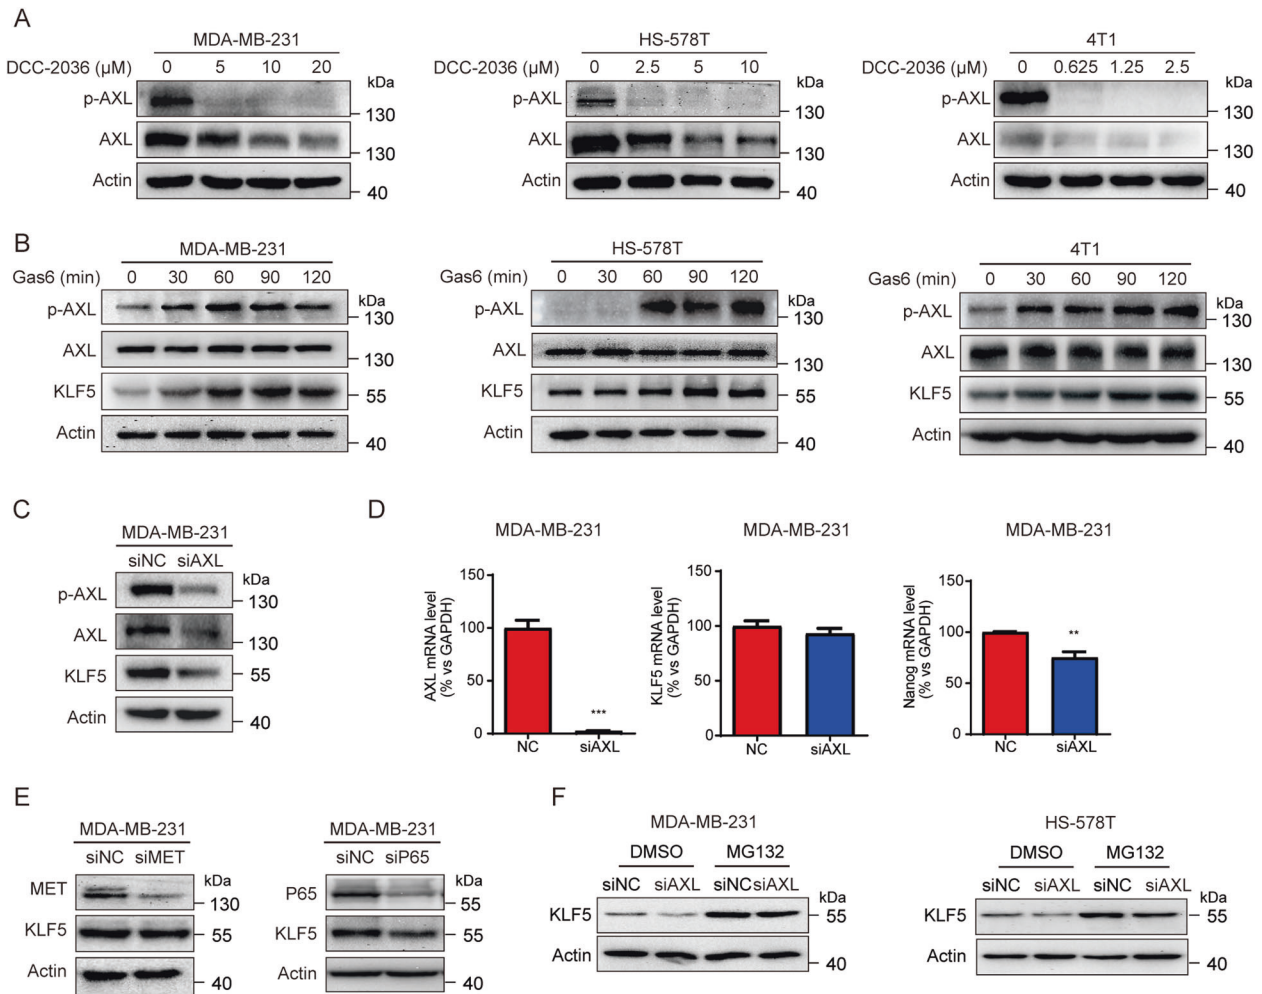 A
MDA-MB-231
DCC-2036 (µM) 0 5 10 20
kDa
p-AXL
130
AXL
130
Actin
40
HS-578T
DCC-2036 (µM) 0 2.5 5 10
kDa
p-AXL
130
AXL
130
Actin
40
4T1
DCC-2036 (µM) 0 0.625 1.25 2.5
kDa
p-AXL
130
AXL
130
Actin
40
B
MDA-MB-231
Gas6 (min) 0 30 60 90 120
kDa
p-AXL
130
AXL
130
KLF5
55
Actin
40
HS-578T
Gas6 (min) 0 30 60 90 120
kDa
p-AXL
130
AXL
130
KLF5
55
Actin
40
4T1
Gas6 (min) 0 30 60 90 120
kDa
p-AXL
130
AXL
130
KLF5
55
Actin
40
C
MDA-MB-231
siNC siAXL
kDa
p-AXL
130
AXL
130
KLF5
55
Actin
40
D
MDA-MB-231
AXL mRNA level
(% vs GAPDH)
150
100
50
0
***
NC siAXL
MDA-MB-231
KLF5 mRNA level
(% vs GAPDH)
150
100
50
0
NC siAXL
MDA-MB-231
Nanog mRNA level
(% vs GAPDH)
150
100
50
0
**
NC siAXL
E
MDA-MB-231
siNC siMET
kDa
MET
130
KLF5
55
Actin
40
MDA-MB-231
siNC siP65
kDa
P65
55
KLF5
55
Actin
40
F
MDA-MB-231
DMSO MG132
siNC siAXL siNC siAXL
kDa
KLF5
55
Actin
40
HS-578T
DMSO MG132
siNC siAXL siNC siAXL
kDa
KLF5
55
Actin
40